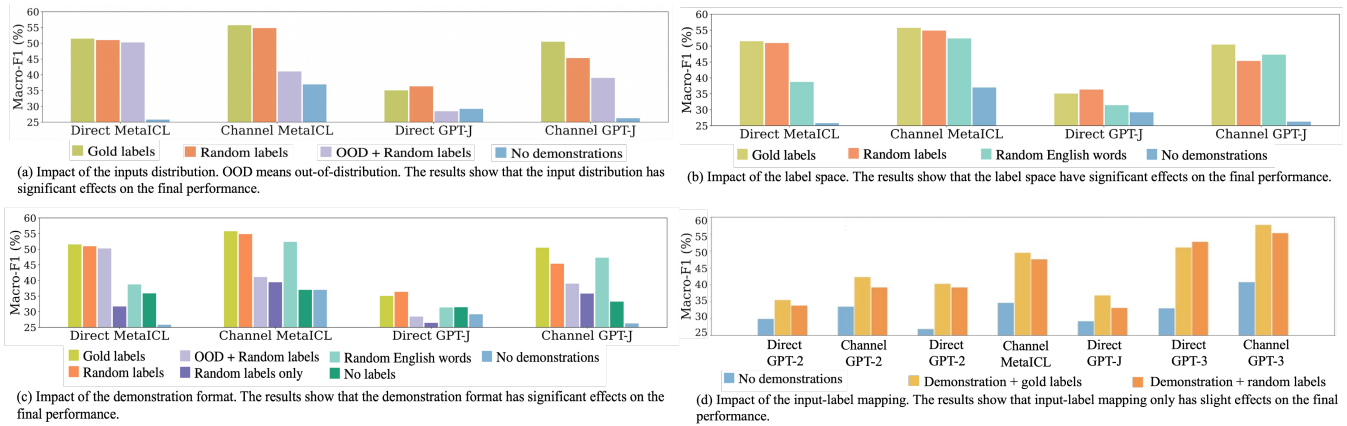 Macro-F1 (%)
60
55
50
45
40
35
30
25
Direct MetaICL
Channel MetaICL
Direct GPT-J
Channel GPT-J
Gold labels
Random labels
OOD + Random labels
No demonstrations
(a) Impact of the inputs distribution. OOD means out-of-distribution. The results show that the input distribution has
significant effects on the final performance.
Macro-F1 (%)
60
55
50
45
40
35
30
25
Direct MetaICL
Channel MetaICL
Direct GPT-J
Channel GPT-J
Gold labels
Random labels
Random English words
No demonstrations
(b) Impact of the label space. The results show that the label space have significant effects on the final performance.
Macro-F1 (%)
60
55
50
45
40
35
30
25
Direct MetaICL
Channel MetaICL
Direct GPT-J
Channel GPT-J
Gold labels
OOD + Random labels
Random English words
No demonstrations
Random labels
Random labels only
No labels
(c) Impact of the demonstration format. The results show that the demonstration format has significant effects on the
final performance.
Macro-F1 (%)
60
55
50
45
40
35
30
25
Direct
GPT-2
Channel
GPT-2
Direct
GPT-2
Channel
MetaICL
Direct
GPT-J
Direct
GPT-3
Channel
GPT-3
No demonstrations
Demonstration + gold labels
Demonstration + random labels
(d) Impact of the input-label mapping. The results show that input-label mapping only has slight effects on the final
performance.